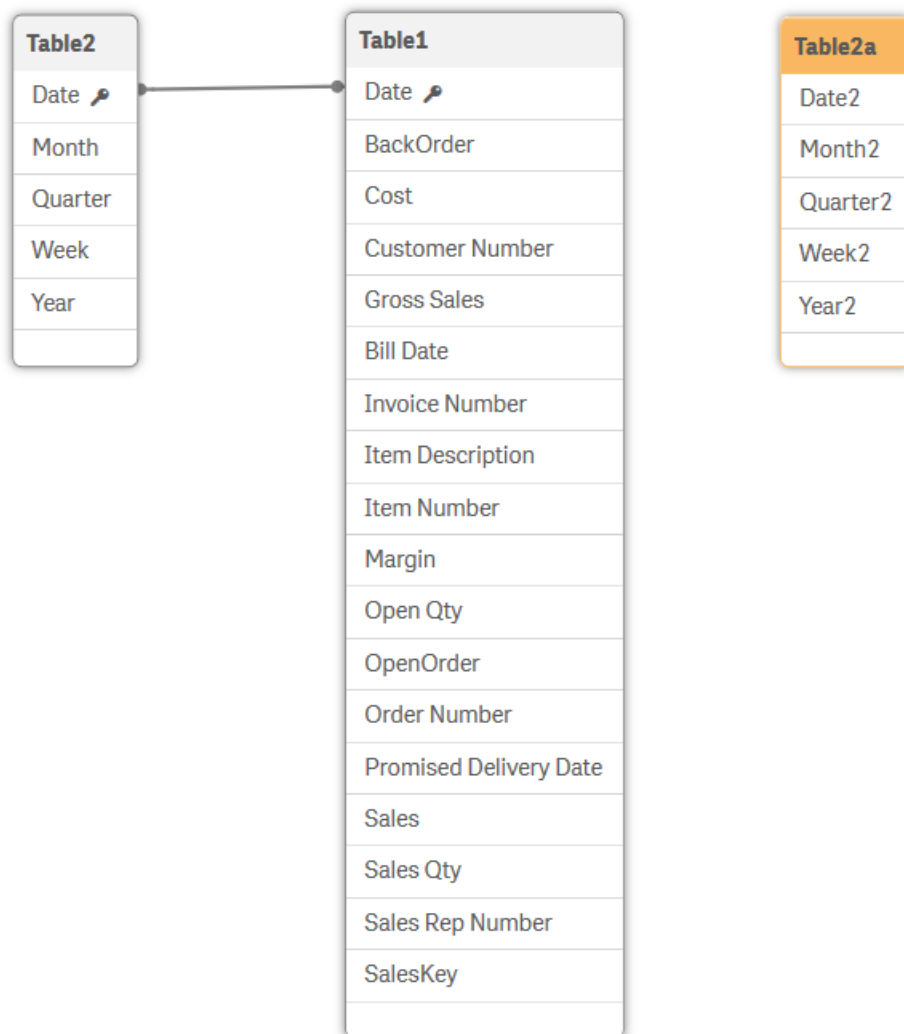 Table2
Date
Month
Quarter
Week
Year
Table1
Date
BackOrder
Cost
Customer Number
Gross Sales
Bill Date
Invoice Number
Item Description
Item Number
Margin
Open Qty
OpenOrder
Order Number
Promised Delivery Date
Sales
Sales Qty
Sales Rep Number
SalesKey
Table2a
Date2
Month2
Quarter2
Week2
Year2